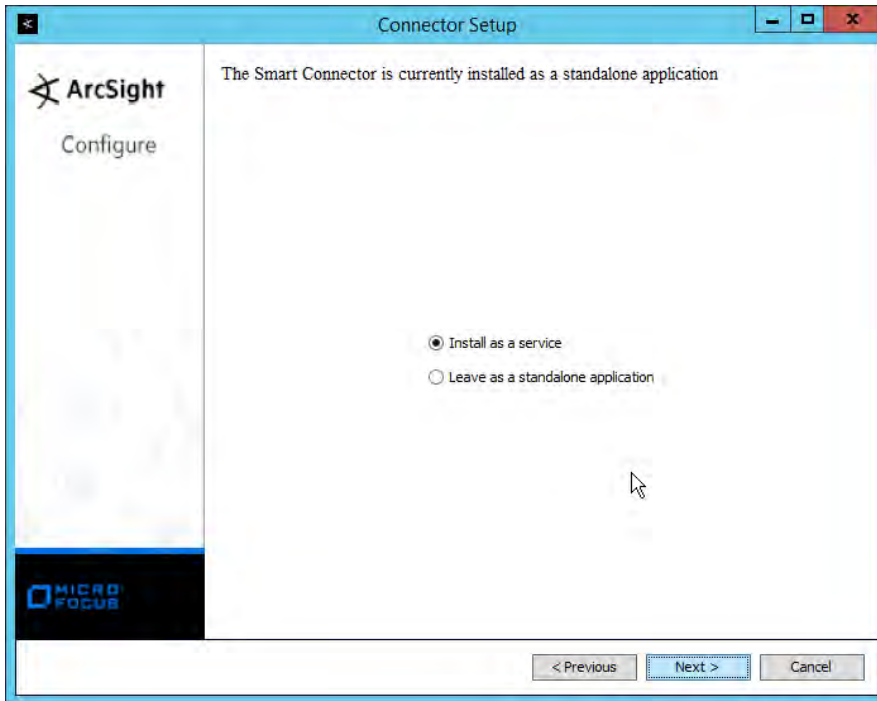 Connector Setup
ArcSight
Configure
The Smart Connector is currently installed as a standalone application
Install as a service
Leave as a standalone application
MICRO
FOCUS
< Previous
Next >
Cancel